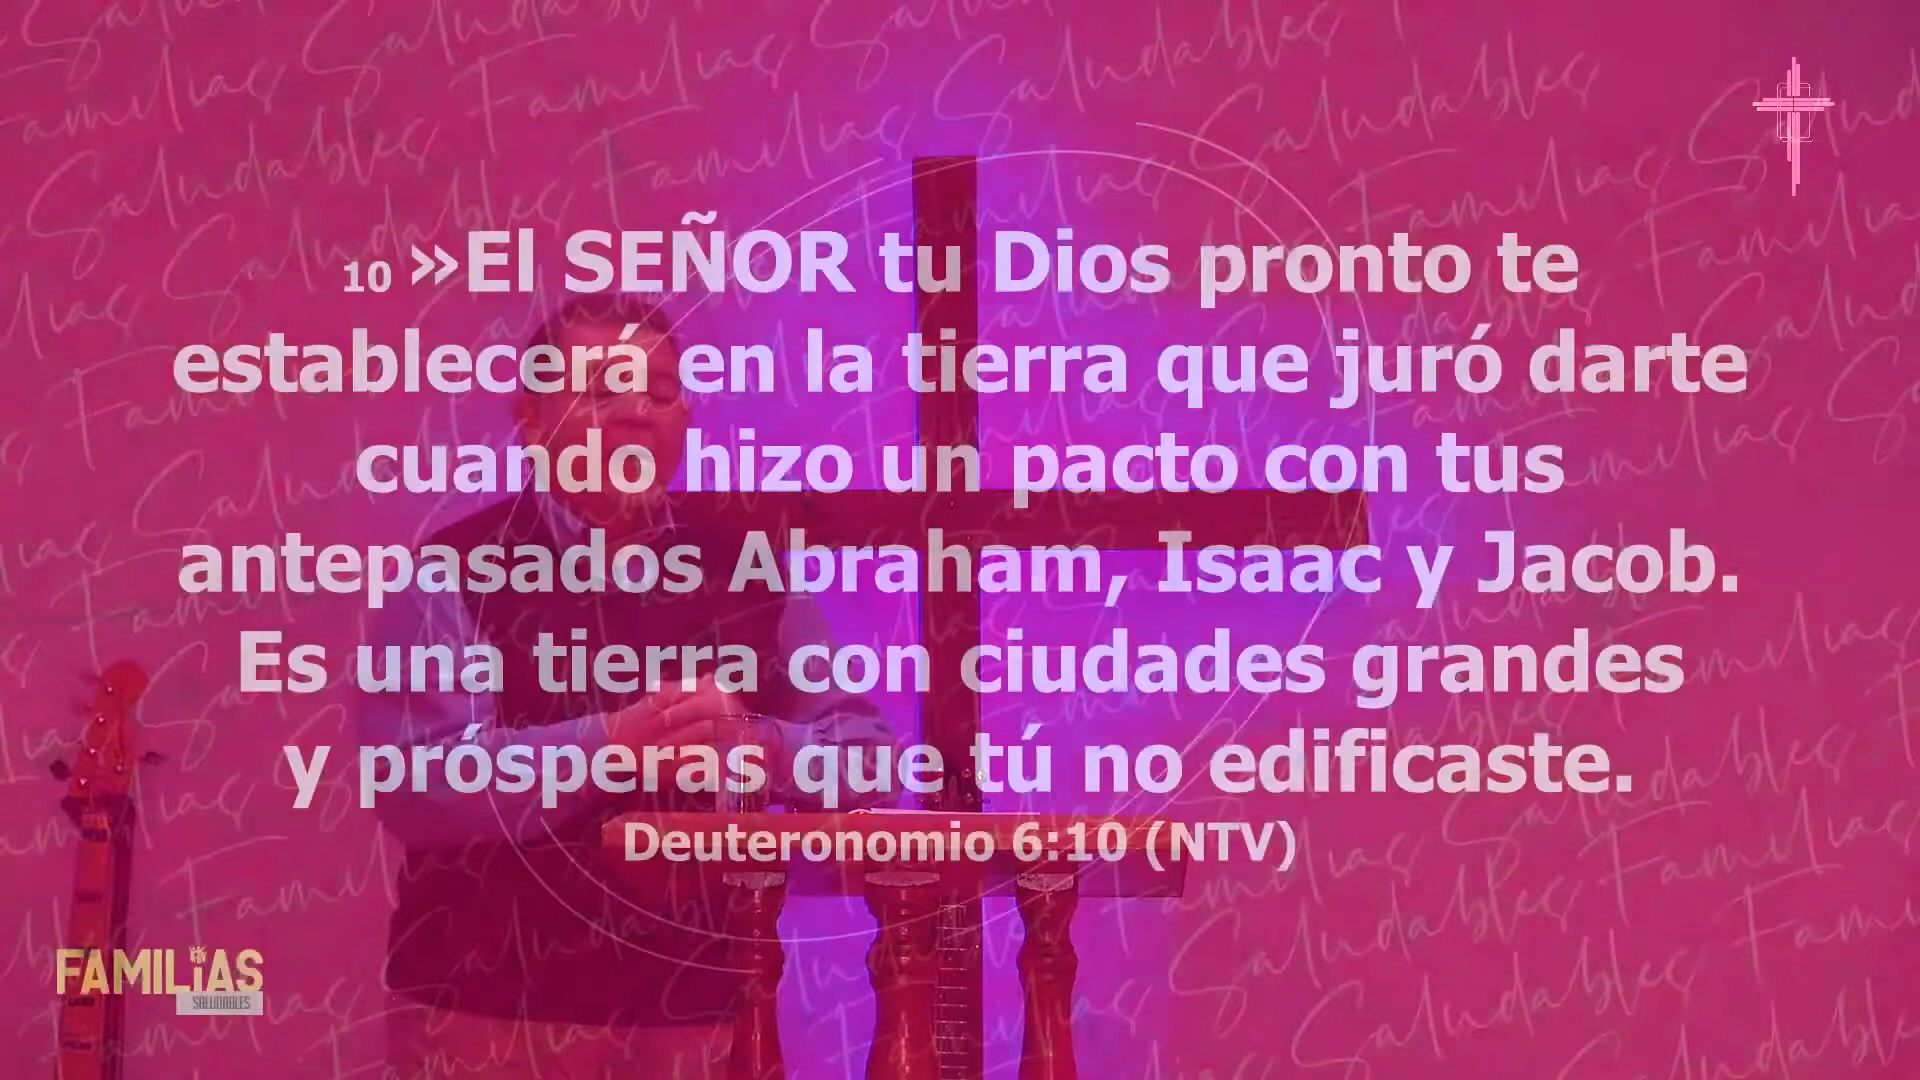 10 »El SEÑOR tu Dios pronto te
establecerá en la tierra que juró darte
cuando hizo un pacto con tus
antepasados Abraham, Isaac y Jacob.
Es una tierra con ciudades grandes
y prósperas que tú no edificaste.
Deuteronomio 6:10 (NTV)
FAMILIAS
SALUDABLES